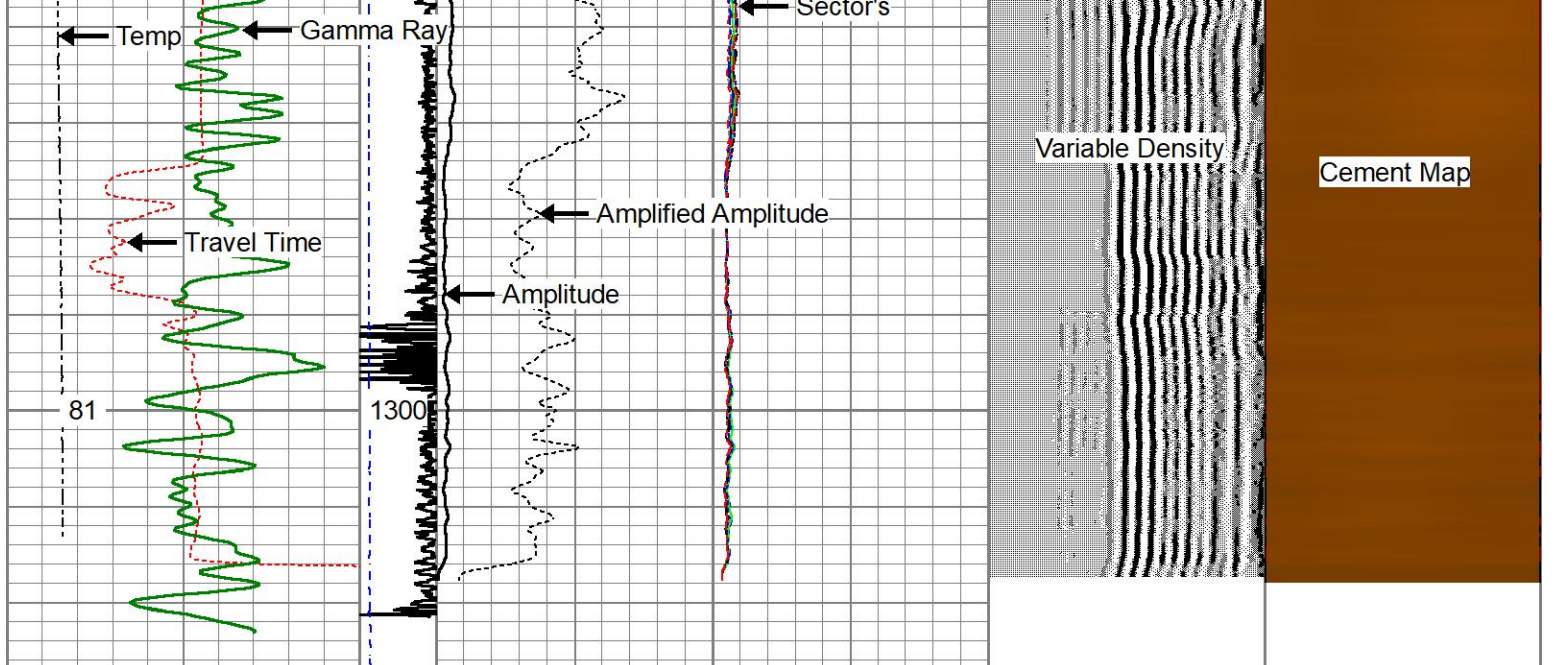 Sector's
Temp
Gamma Ray
Variable Density
Cement Map
Amplified Amplitude
Travel Time
Amplitude
81
1300